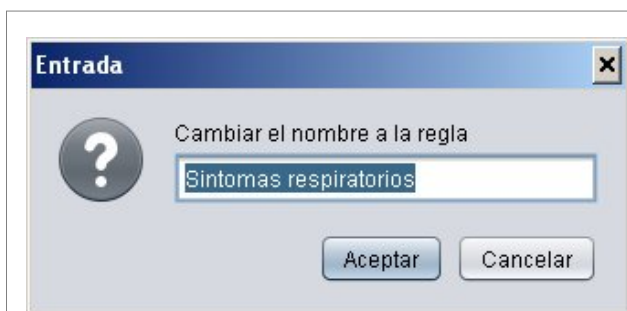 Entrada
Cambiar el nombre a la regla
Sintomas respiratorios
Aceptar Cancelar